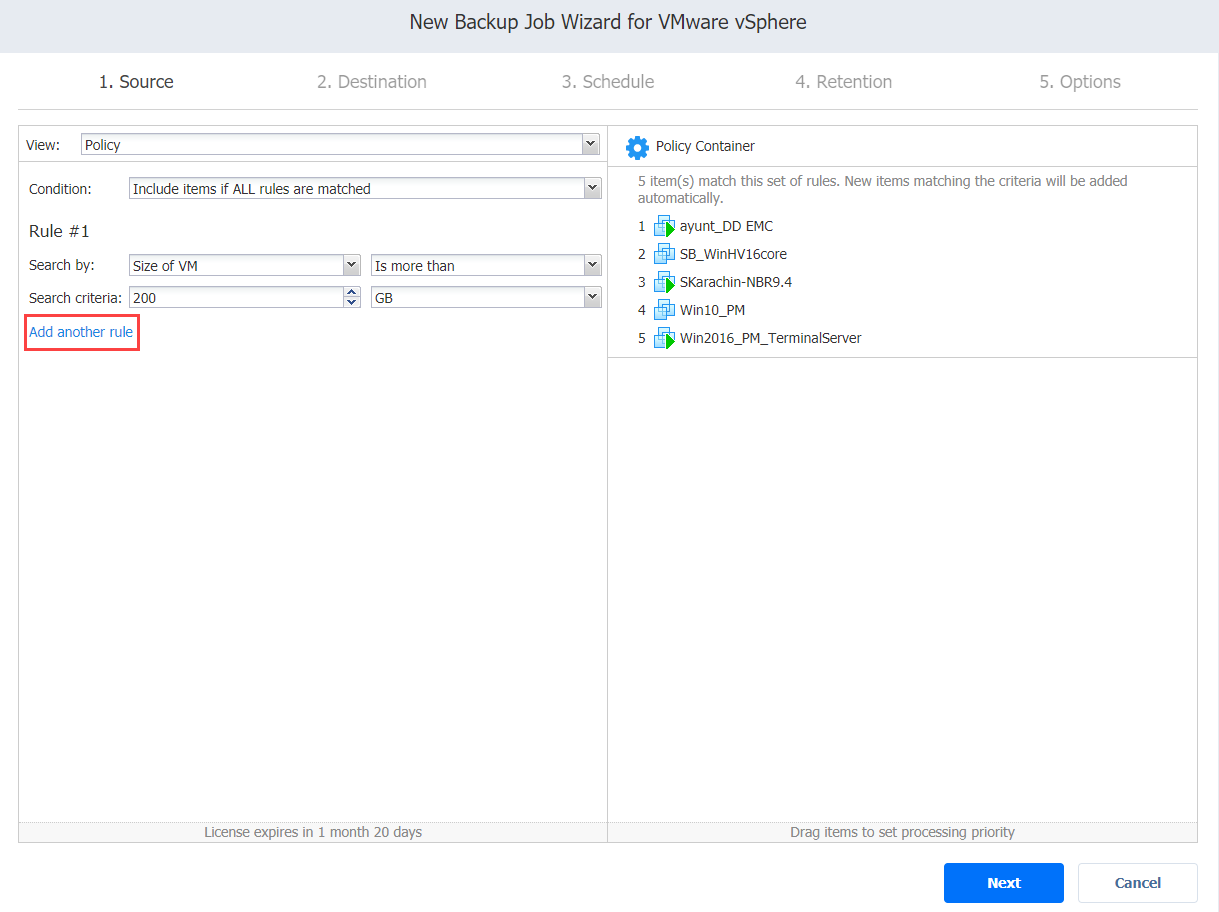 New Backup Job Wizard for VMware vSphere
1. Source 2. Destination 3. Schedule 4. Retention 5. Options
View: Policy
Condition: Include items if ALL rules are matched
Rule #1
Search by: Size of VM Is more than
Search criteria: 200 GB
Add another rule
License expires in 1 month 20 days
Policy Container
5 item(s) match this set of rules. New items matching the criteria will be added
automatically.
1 ayunt_DD EMC
2 SB_WinHV16core
3 SKarachin-NBR9.4
4 Win10_PM
5 Win2016_PM_TerminalServer
Drag items to set processing priority
Next Cancel